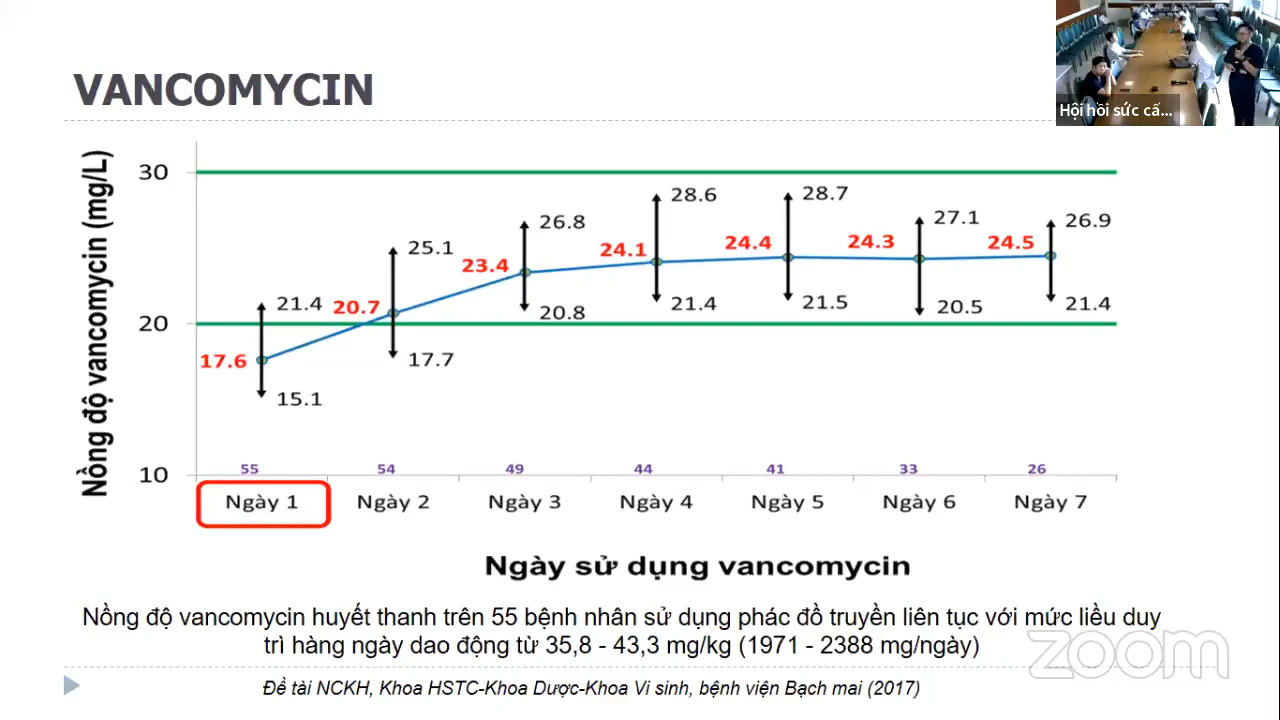 VANCOMYCIN
Hội hồi sức cấ...
Nồng độ vancomycin (mg/L)
30
20
10
17.6
21.4
15.1
20.7
25.1
17.7
23.4
26.8
20.8
24.1
28.6
21.4
24.4
28.7
21.5
24.3
27.1
20.5
24.5
26.9
21.4
55 54 49 44 41 33 26
Ngày 1 Ngày 2 Ngày 3 Ngày 4 Ngày 5 Ngày 6 Ngày 7
Ngày sử dụng vancomycin
Nồng độ vancomycin huyết thanh trên 55 bệnh nhân sử dụng phác đồ truyền liên tục với mức liều duy
trì hàng ngày dao động từ 35,8 - 43,3 mg/kg (1971 - 2388 mg/ngày)
zoom
Đề tài NCKH, Khoa HSTC-Khoa Dược-Khoa Vi sinh, bệnh viện Bạch mai (2017)